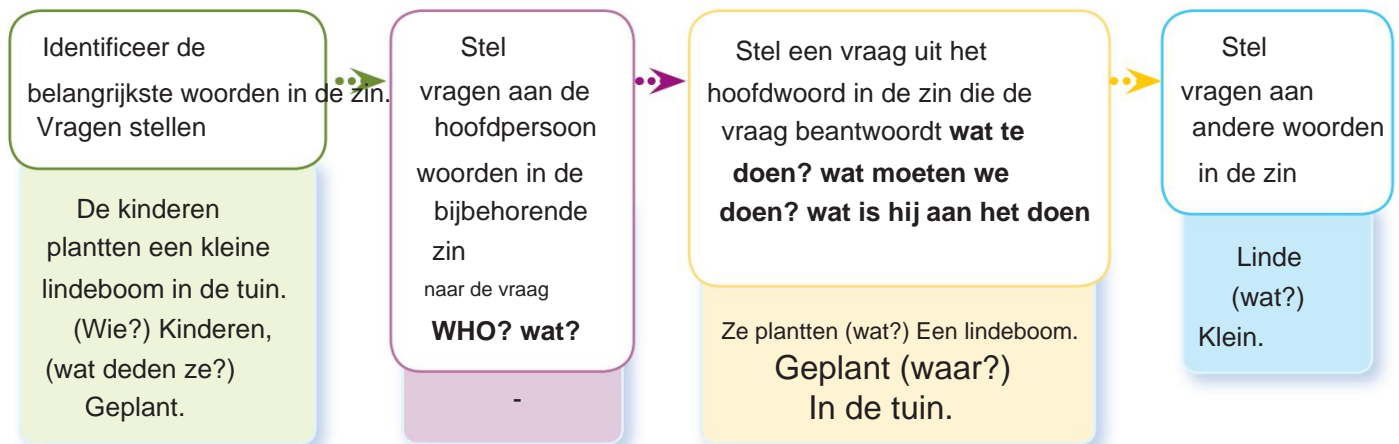 Identificeer de
belangrijkste woorden in de zin.
Vragen stellen
De kinderen
plantten een kleine
lindeboom in de tuin.
(Wie?) Kinderen,
(wat deden ze?)
Geplant.
Stel
vragen aan de
hoofdpersoon
woorden in de
bijbehorende
zin
naar de vraag
WHO? wat?
-
Stel een vraag uit het
hoofdwoord in de zin die de
vraag beantwoordt wat te
doen? wat moeten we
doen? wat is hij aan het doen
Ze plantten (wat?) Een lindeboom.
Geplant (waar?)
In de tuin.
Stel
vragen aan
andere woorden
in de zin
Linde
(wat?)
Klein.